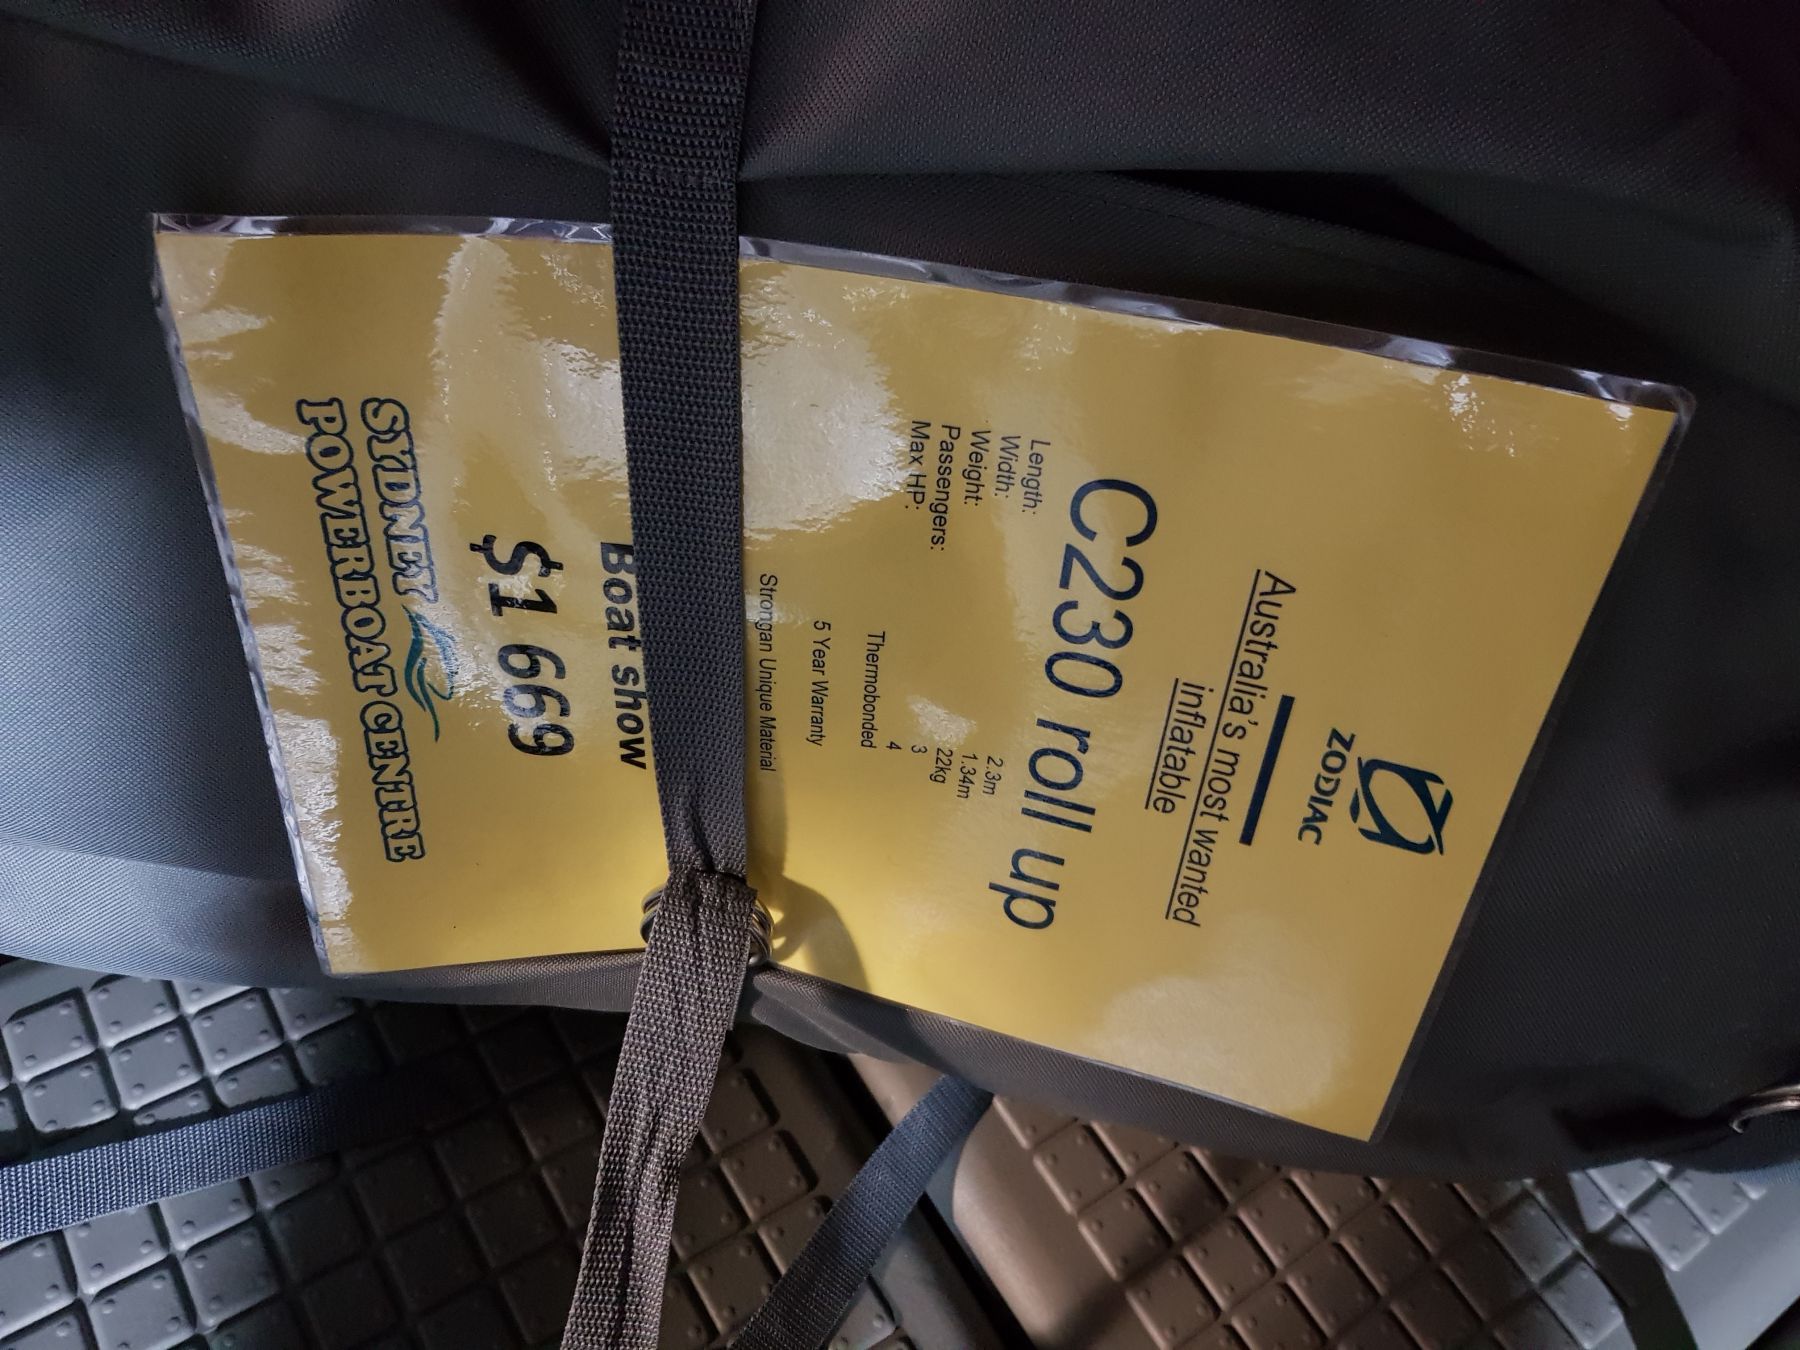 ZODIAC
Australia's most wanted
inflatable
C230 roll up
Length: 2.3m
Width: 1.34m
Weight: 22kg
Passengers: 3
Max HP: 4
Thermobonded
5 Year Warranty
Strongan Unique Material
Boat show
$1 669
SYDNEY
POWERBOAT CENTRE